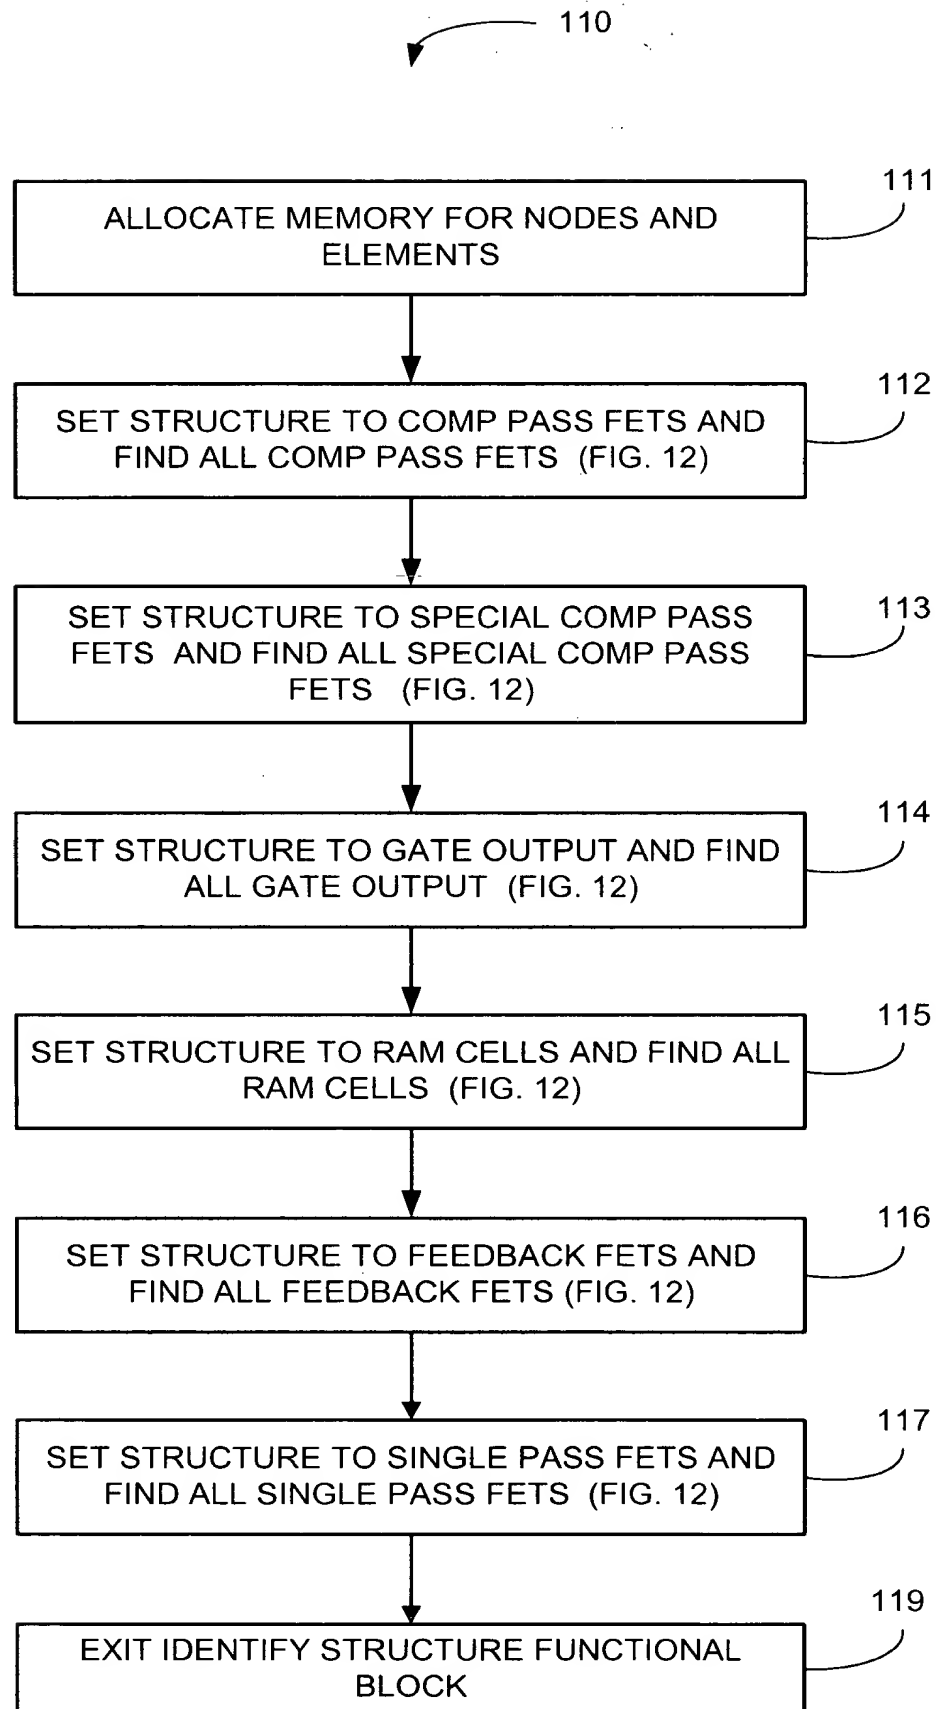 110
111
ALLOCATE MEMORY FOR NODES AND
ELEMENTS
112
SET STRUCTURE TO COMP PASS FETS AND
FIND ALL COMP PASS FETS (FIG. 12)
113
SET STRUCTURE TO SPECIAL COMP PASS
FETS AND FIND ALL SPECIAL COMP PASS
FETS (FIG. 12)
114
SET STRUCTURE TO GATE OUTPUT AND FIND
ALL GATE OUTPUT (FIG. 12)
115
SET STRUCTURE TO RAM CELLS AND FIND ALL
RAM CELLS (FIG. 12)
116
SET STRUCTURE TO FEEDBACK FETS AND
FIND ALL FEEDBACK FETS (FIG. 12)
117
SET STRUCTURE TO SINGLE PASS FETS AND
FIND ALL SINGLE PASS FETS (FIG. 12)
119
EXIT IDENTIFY STRUCTURE FUNCTIONAL
BLOCK